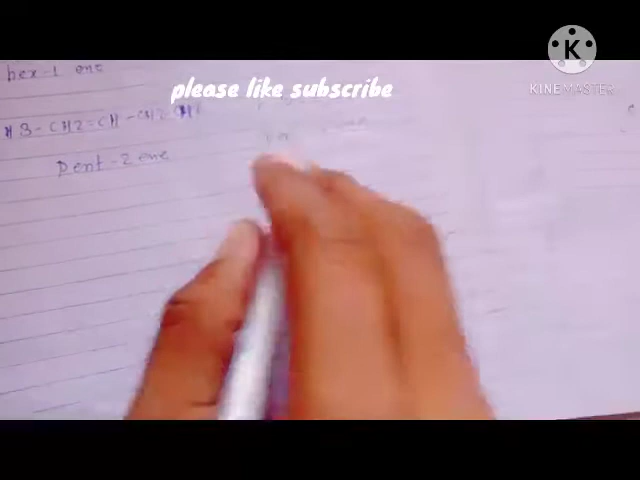 hex-1 ene
please like subscribe
KINEMASTER
H3-CH2=CH-CH2
Pent-2 ene